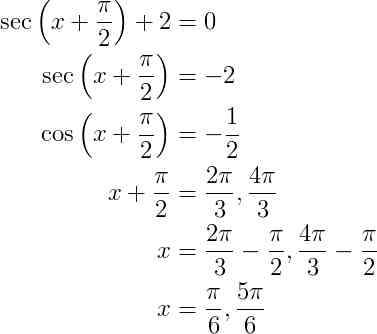 sec(x + π/2) + 2 = 0
sec(x + π/2) = −2
cos(x + π/2) = −1/2
x + π/2 = 2π/3, 4π/3
x = 2π/3 − π/2, 4π/3 − π/2
x = π/6, 5π/6